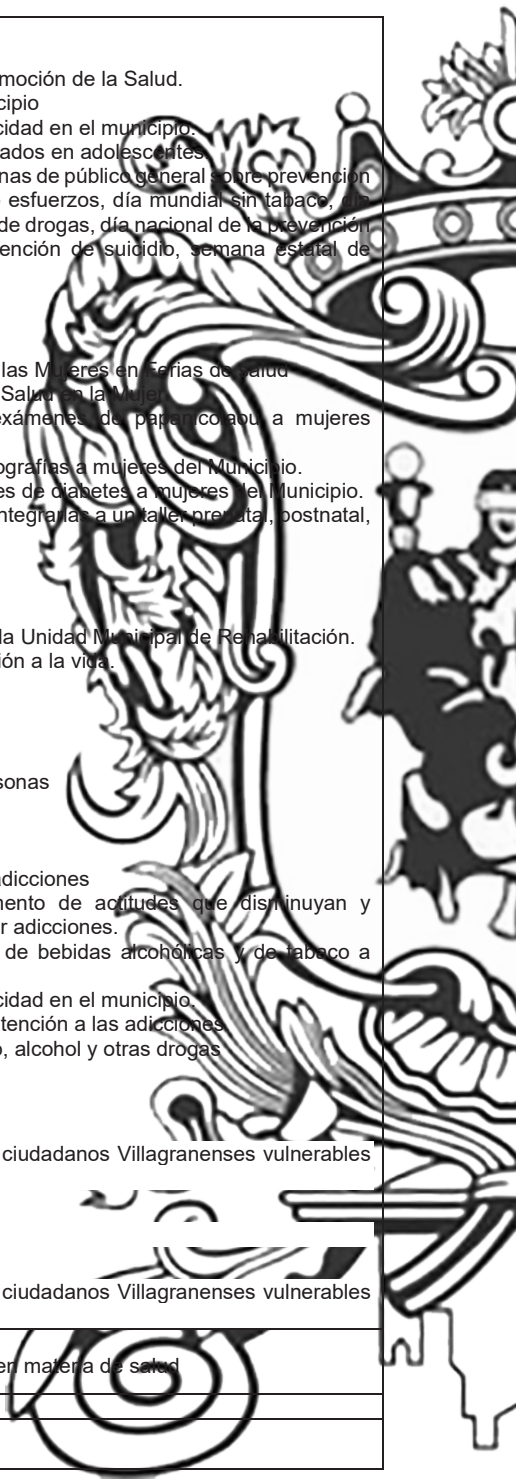 moción de la Salud.
cipio
cidad en el municipio.
ados en adolescentes
nas de público general sobre prevención
esfuerzos, día mundial sin tabaco, día
de drogas, día nacional de la prevención
ención de suicidio, semana estatal de
las Mujeres en Ferias de salud
Salud en la Mujer
exámenes de papanicolaou a mujeres
ografías a mujeres del Municipio.
es de diabetes a mujeres del Municipio.
ntegrarlas a un taller prenatal, postnatal,
la Unidad Municipal de Rehabilitación.
ión a la vida.
sonas
adicciones
mento de actitudes que disminuyan y
r adicciones.
de bebidas alcohólicas y de tabaco a
cidad en el municipio.
tención a las adicciones
o, alcohol y otras drogas
ciudadanos Villagranenses vulnerables
ciudadanos Villagranenses vulnerables
en materia de salud